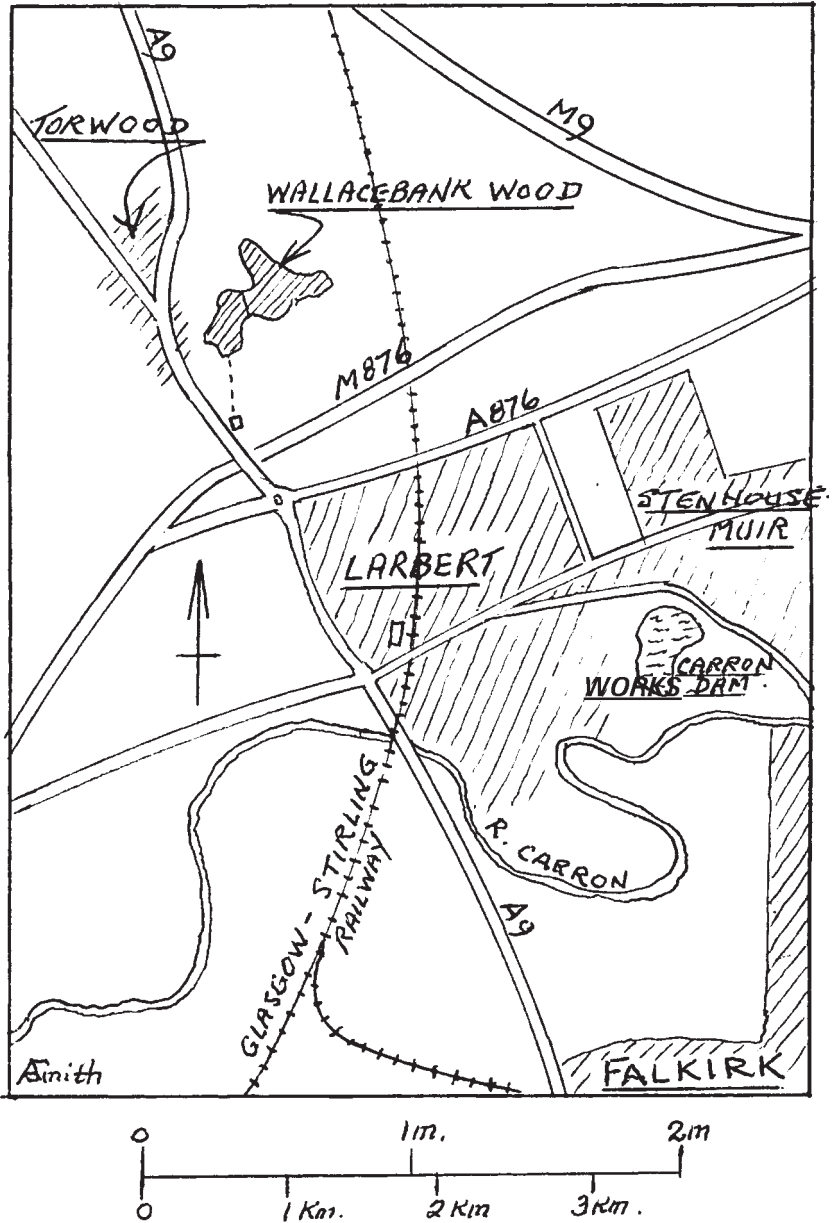 A9
TORWOOD
M9
WALLACEBANK WOOD
M876
A876
STENHOUSE-
MUIR
LARBERT
CARRON
WORKS DAM.
GLASGOW - STIRLING
RAILWAY
R. CARRON
A9
FALKIRK
Smith
0 1m. 2m
0 1 Km. 2 Km 3 Km.